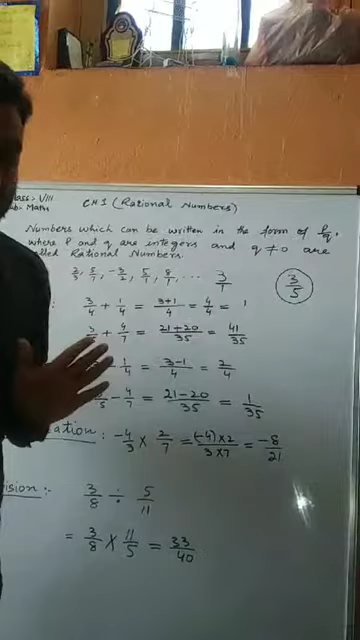 ass:- VIII
b- Maths
CH 1 (Rational Numbers)
Numbers which can be written in the form of p/q,
where p and q are integers and q ≠ 0 are
lled Rational Numbers.
2/3, 5/7, -3/2, 5/1, 8/7, ... 3/1
3/5
3/4 + 1/4 = 3+1/4 = 4/4 = 1
+ 4/7 = 21+20/35 = 41/35
- 1/4 = 3-1/4 = 2/4
/5 - 4/7 = 21-20/35 = 1/35
cation : -4/3 × 2/7 = (-4)×2/3×7 = -8/21
ision :- 3/8 ÷ 5/11
= 3/8 × 11/5 = 33/40